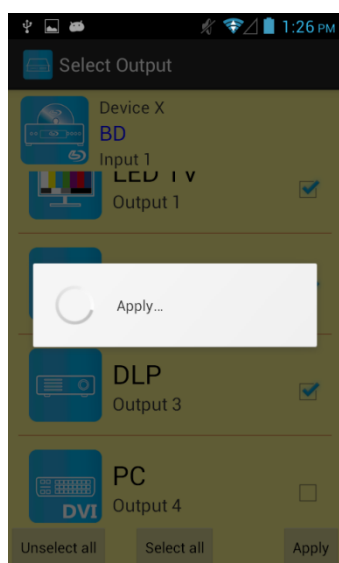 1:26 PM
Select Output
Device X
BD
Input 1
LED TV
Output 1
Apply...
DLP
Output 3
PC
Output 4
DVI
Unselect all
Select all
Apply